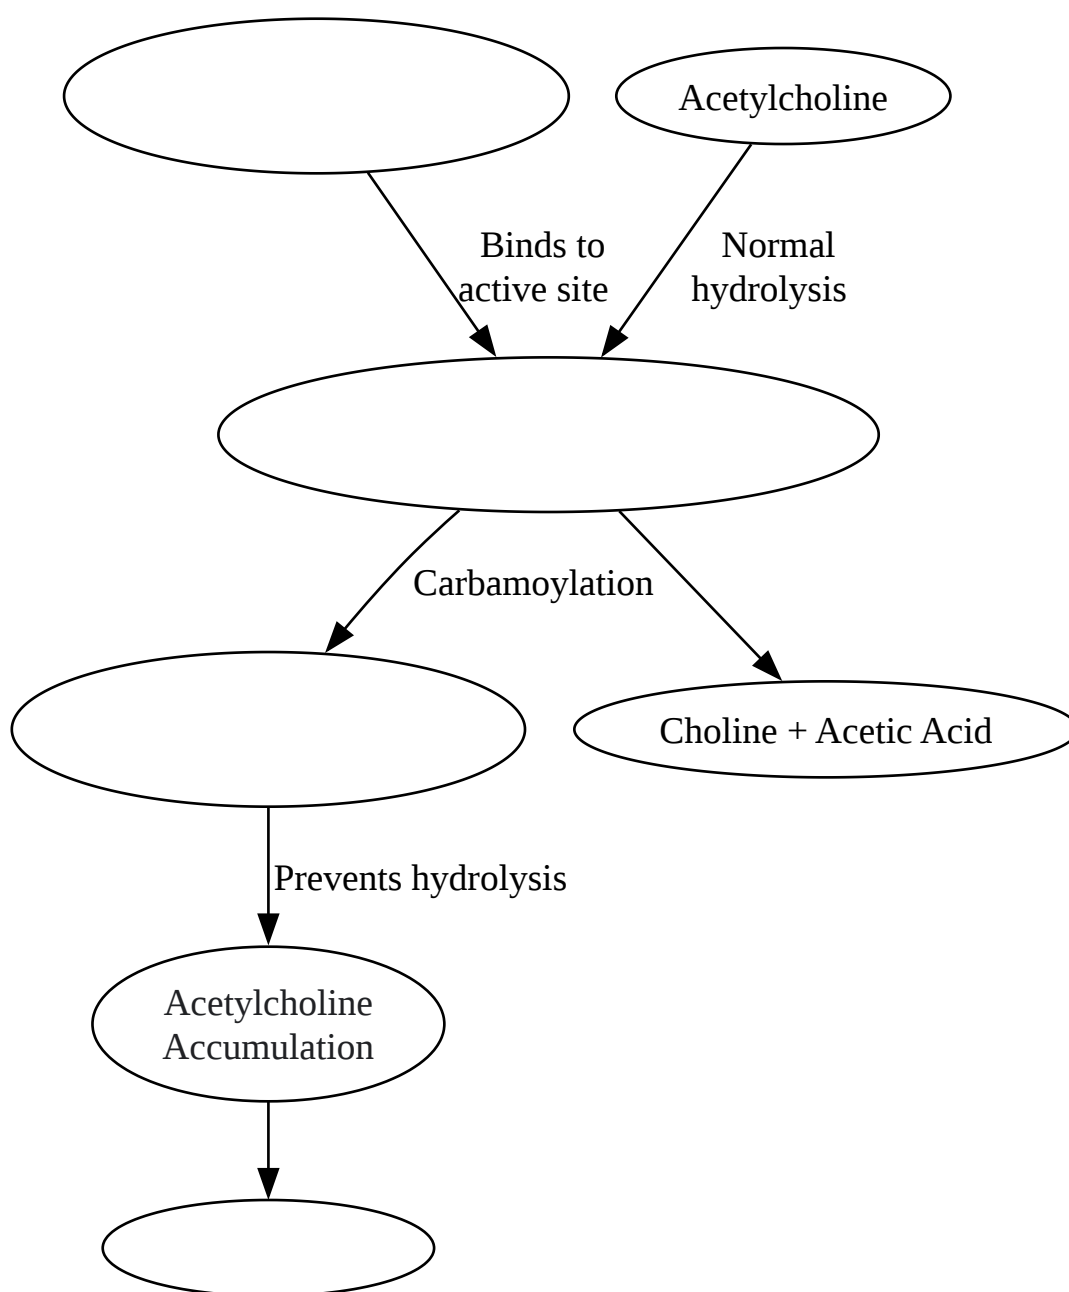 Acetylcholine
Binds to
active site
Normal
hydrolysis
Carbamoylation
Choline + Acetic Acid
Prevents hydrolysis
Acetylcholine
Accumulation